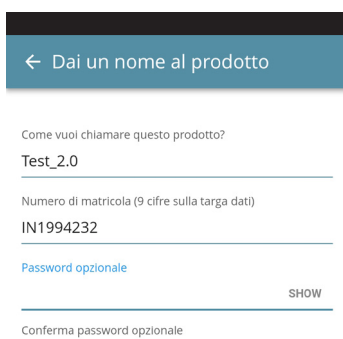 Dai un nome al prodotto
Come vuoi chiamare questo prodotto?
Test_2.0
Numero di matricola (9 cifre sulla targa dati)
IN1994232
Password opzionale
SHOW
Conferma password opzionale